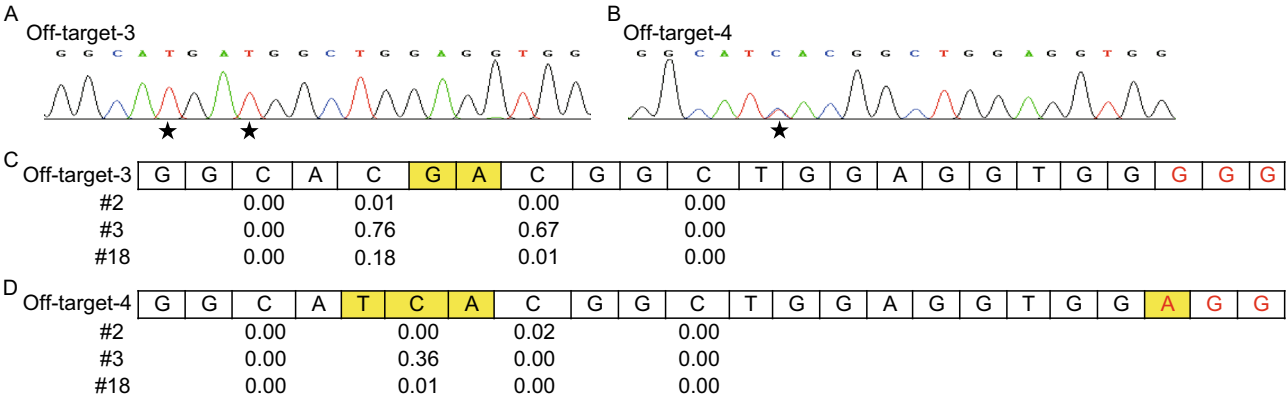 A
Off-target-3
G G C A T G A T G G C T G G A G G T G G
B
Off-target-4
G G C A T C A C G G C T G G A G G T G G
C
Off-target-3 G G C A C G A C G G C T G G A G G T G G G G G
#2 0.00 0.01 0.00 0.00
#3 0.00 0.76 0.67 0.00
#18 0.00 0.18 0.01 0.00
D
Off-target-4 G G C A T C A C G G C T G G A G G T G G A G G
#2 0.00 0.00 0.02 0.00
#3 0.00 0.36 0.00 0.00
#18 0.00 0.01 0.00 0.00